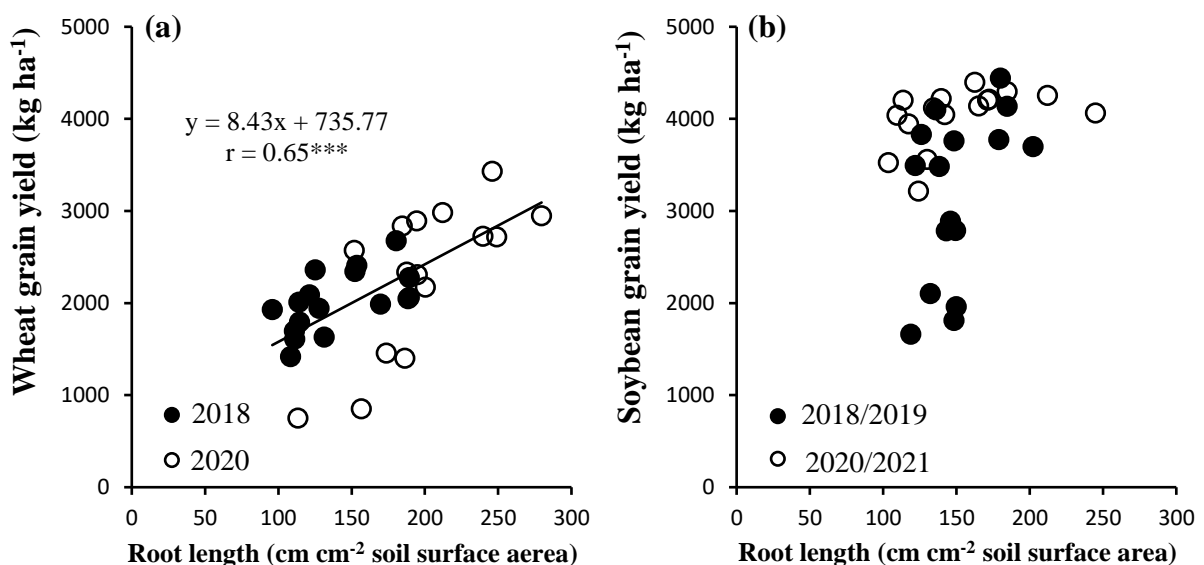 (a)
Wheat grain yield (kg ha⁻¹)
5000
4000
3000
2000
1000
0
y = 8.43x + 735.77
r = 0.65***
2018
2020
0 50 100 150 200 250 300
Root length (cm cm⁻² soil surface aerea)
(b)
Soybean grain yield (kg ha⁻¹)
5000
4000
3000
2000
1000
0
2018/2019
2020/2021
0 50 100 150 200 250 300
Root length (cm cm⁻² soil surface area)